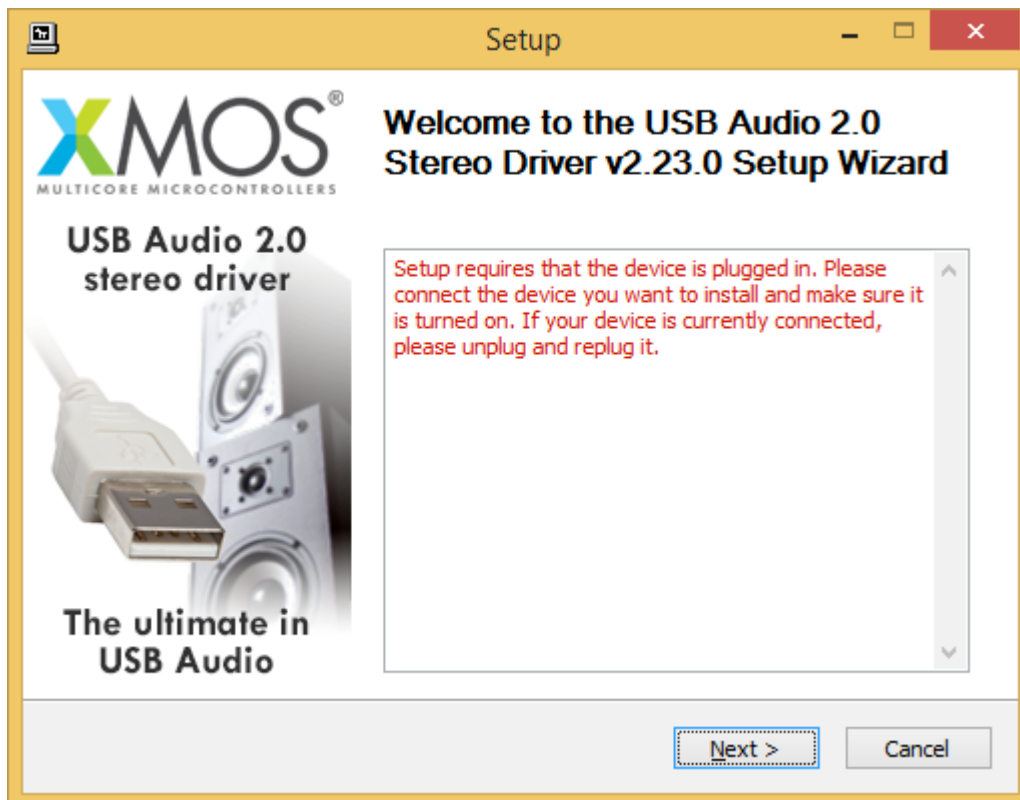 Setup
XMOS®
MULTICORE MICROCONTROLLERS
USB Audio 2.0
stereo driver
The ultimate in
USB Audio
Welcome to the USB Audio 2.0
Stereo Driver v2.23.0 Setup Wizard
Setup requires that the device is plugged in. Please
connect the device you want to install and make sure it
is turned on. If your device is currently connected,
please unplug and replug it.
Next >
Cancel